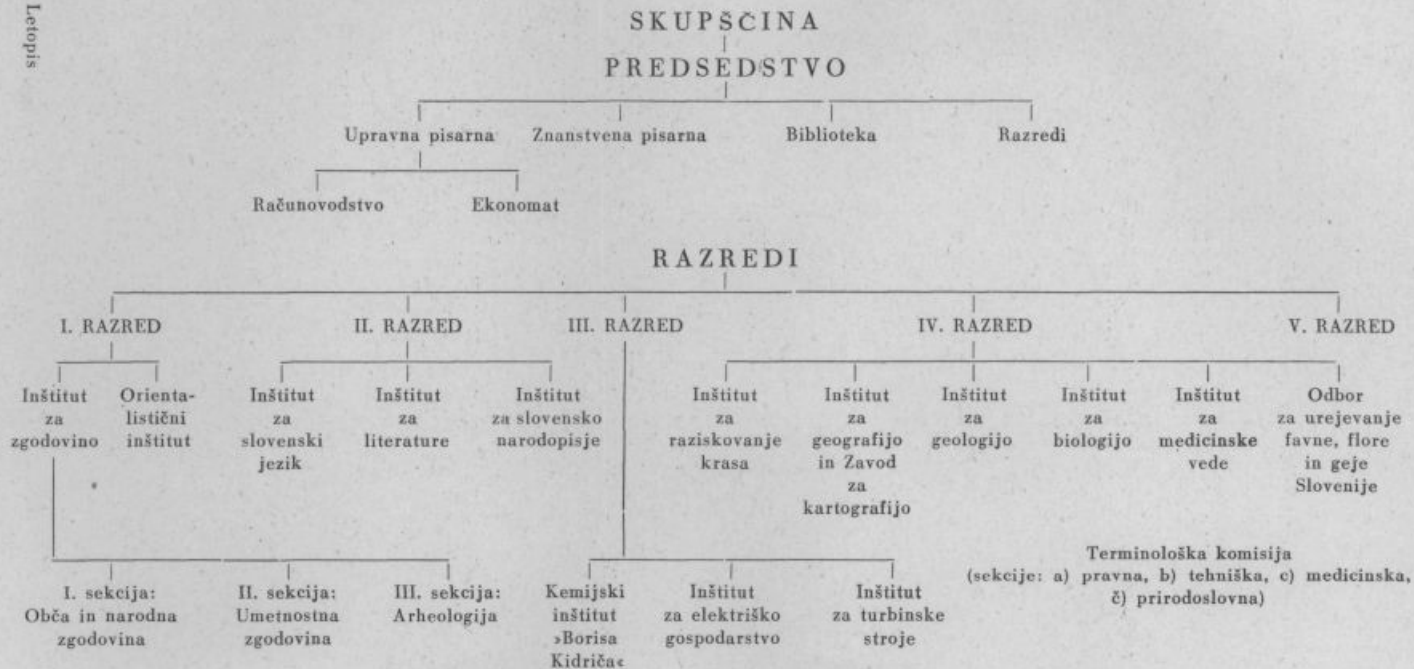 Letopis
SKUPŠČINA
PREDSEDSTVO
Upravna pisarna
Znanstvena pisarna
Biblioteka
Razredi
Računovodstvo
Ekonomat
RAZREDI
I. RAZRED
II. RAZRED
III. RAZRED
IV. RAZRED
V. RAZRED
Inštitut
za
zgodovino
Orienta-
listični
inštitut
Inštitut
za
slovenski
jezik
Inštitut
za
literature
Inštitut
za slovensko
narodopisje
Inštitut
za
raziskovanje
krasa
Inštitut
za
geografijo
in Zavod
za
kartografijo
Inštitut
za
geologijo
Inštitut
za
biologijo
Inštitut
za
medicinske
vede
Odbor
za urejevanje
favne, flore
in geje
Slovenije
I. sekcija:
Obča in narodna
zgodovina
II. sekcija:
Umetnostna
zgodovina
III. sekcija:
Arheologija
Kemijski
inštitut
»Borisa
Kidriča«
Inštitut
za elektriško
gospodarstvo
Inštitut
za turbinske
stroje
Terminološka komisija
(sekcije: a) pravna, b) tehniška, c) medicinska,
č) prirodoslovna)